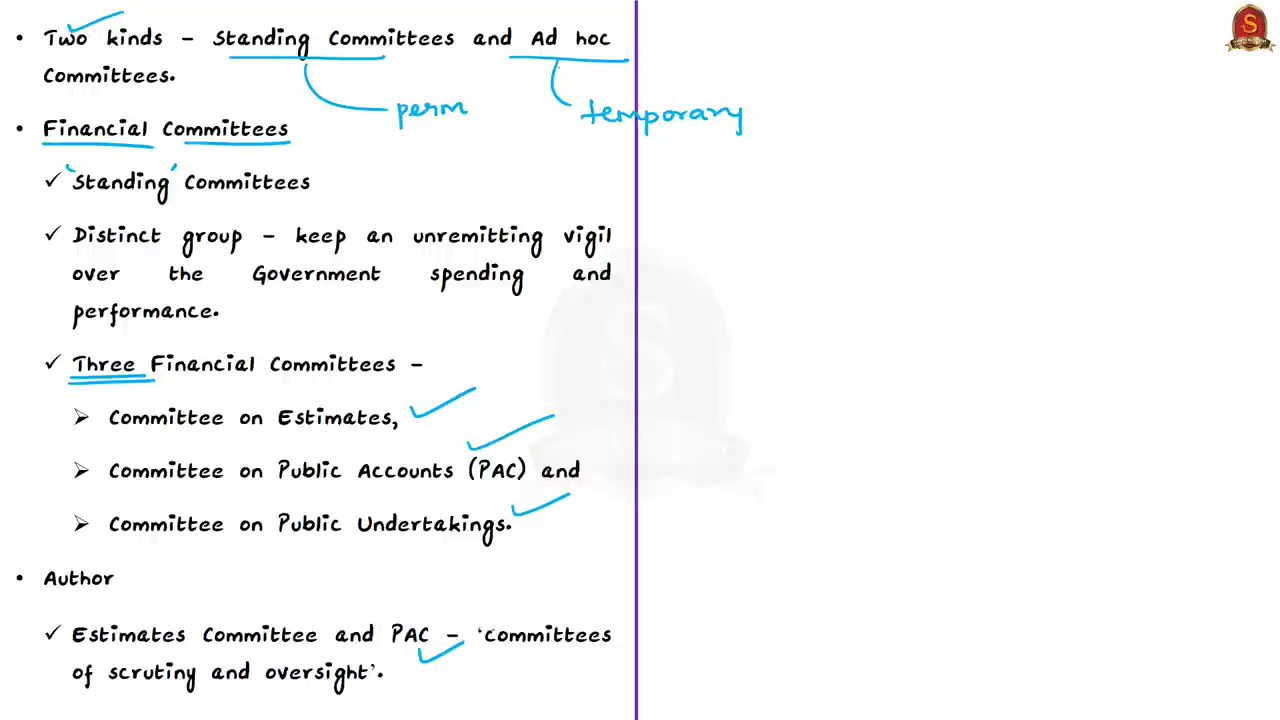 • Two kinds – Standing Committees and Ad hoc
Committees.
perm
temporary
• Financial Committees
✓ 'Standing' Committees
✓ Distinct group – keep an unremitting vigil
over the Government spending and
performance.
✓ Three Financial Committees –
➢ Committee on Estimates,
➢ Committee on Public Accounts (PAC) and
➢ Committee on Public Undertakings.
• Author
✓ Estimates Committee and PAC – 'committees
of scrutiny and oversight'.
S